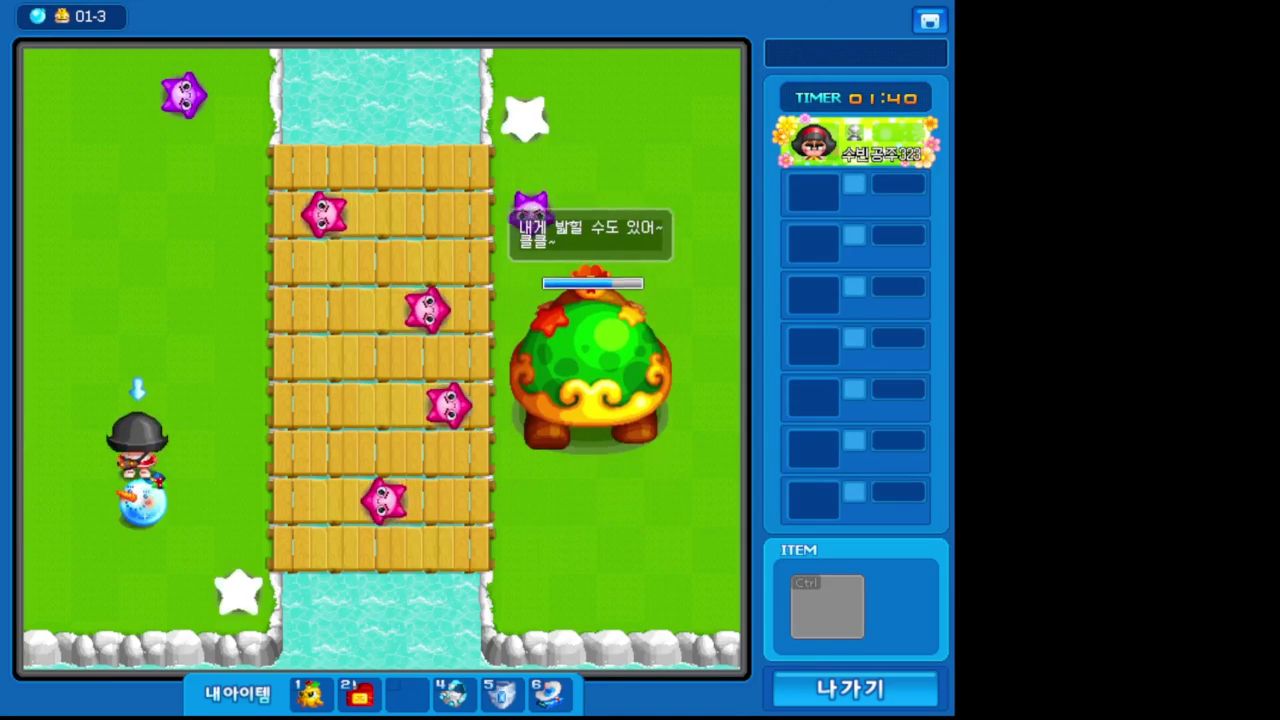 01-3
TIMER 01:40
수빈공주323
내게 밟힐 수도 있어~
클클~
ITEM
Ctrl
내아이템
1
2
4
5
6
나가기